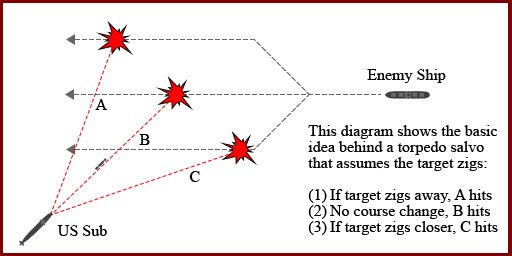 Enemy Ship
A
B
C
US Sub
This diagram shows the basic
idea behind a torpedo salvo
that assumes the target zigs:
(1) If target zigs away, A hits
(2) No course change, B hits
(3) If target zigs closer, C hits